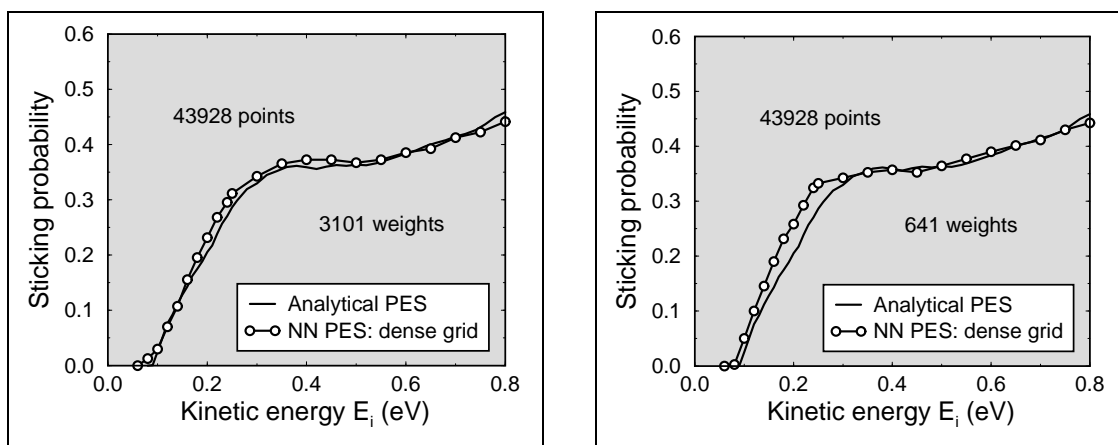 0.6
0.5
0.4
0.3
0.2
0.1
0.0
Sticking probability
43928 points
3101 weights
Analytical PES
NN PES: dense grid
0.0 0.2 0.4 0.6 0.8
Kinetic energy Ei (eV)
0.6
0.5
0.4
0.3
0.2
0.1
0.0
Sticking probability
43928 points
641 weights
Analytical PES
NN PES: dense grid
0.0 0.2 0.4 0.6 0.8
Kinetic energy Ei (eV)